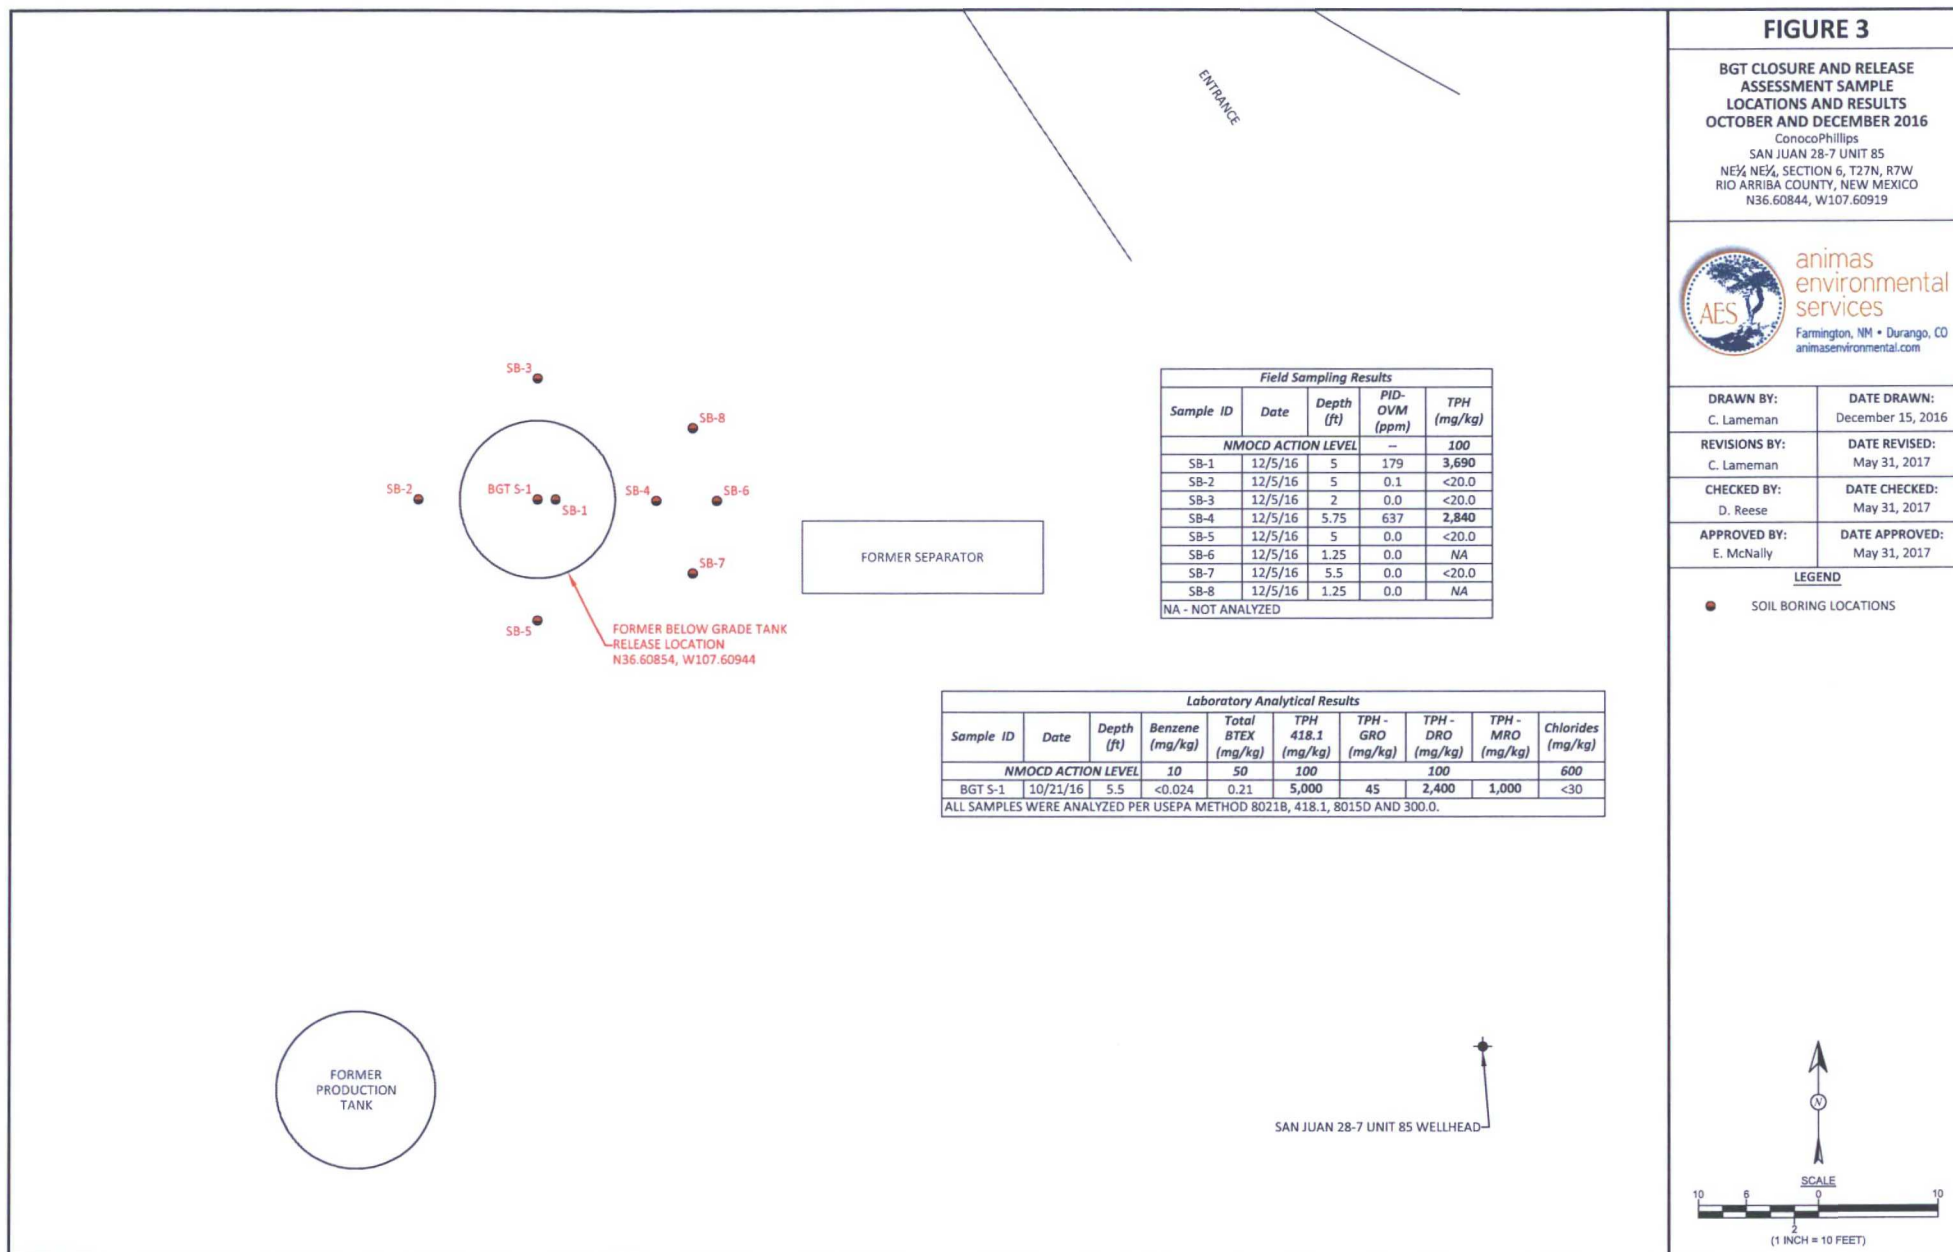 FIGURE 3
BGT CLOSURE AND RELEASE
ASSESSMENT SAMPLE
LOCATIONS AND RESULTS
OCTOBER AND DECEMBER 2016
ConocoPhillips
SAN JUAN 28-7 UNIT 85
NE¼ NE¼, SECTION 6, T27N, R7W
RIO ARRIBA COUNTY, NEW MEXICO
N36.60844, W107.60919
AES
animas
environmental
services
Farmington, NM • Durango, CO
animasenvironmental.com
DRAWN BY: DATE DRAWN:
C. Lameman December 15, 2016
REVISIONS BY: DATE REVISED:
C. Lameman May 31, 2017
CHECKED BY: DATE CHECKED:
D. Reese May 31, 2017
APPROVED BY: DATE APPROVED:
E. McNally May 31, 2017
LEGEND
SOIL BORING LOCATIONS
N
SCALE
10 6 0 10
2
(1 INCH = 10 FEET)
ENTRANCE
SB-3
SB-8
SB-2
BGT S-1
SB-1
SB-4
SB-6
SB-7
SB-5
FORMER SEPARATOR
FORMER BELOW GRADE TANK
RELEASE LOCATION
N36.60854, W107.60944
Field Sampling Results
Sample ID Date Depth (ft) PID-OVM (ppm) TPH (mg/kg)
NMOCD ACTION LEVEL -- 100
SB-1 12/5/16 5 179 3,690
SB-2 12/5/16 5 0.1 <20.0
SB-3 12/5/16 2 0.0 <20.0
SB-4 12/5/16 5.75 637 2,840
SB-5 12/5/16 5 0.0 <20.0
SB-6 12/5/16 1.25 0.0 NA
SB-7 12/5/16 5.5 0.0 <20.0
SB-8 12/5/16 1.25 0.0 NA
NA - NOT ANALYZED
Laboratory Analytical Results
Sample ID Date Depth (ft) Benzene (mg/kg) Total BTEX (mg/kg) TPH 418.1 (mg/kg) TPH - GRO (mg/kg) TPH - DRO (mg/kg) TPH - MRO (mg/kg) Chlorides (mg/kg)
NMOCD ACTION LEVEL 10 50 100 100 600
BGT S-1 10/21/16 5.5 <0.024 0.21 5,000 45 2,400 1,000 <30
ALL SAMPLES WERE ANALYZED PER USEPA METHOD 8021B, 418.1, 8015D AND 300.0.
FORMER
PRODUCTION
TANK
SAN JUAN 28-7 UNIT 85 WELLHEAD